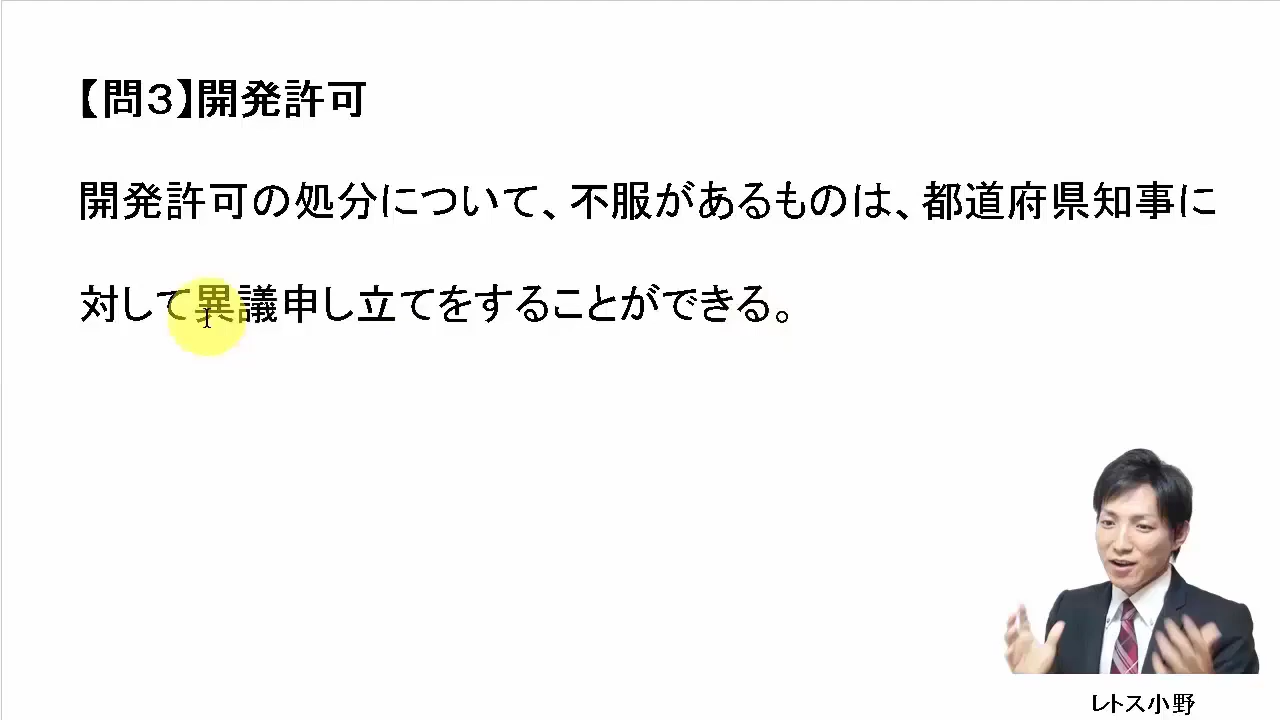 【問３】開発許可
開発許可の処分について、不服があるものは、都道府県知事に
対して異議申し立てをすることができる。
レトス小野